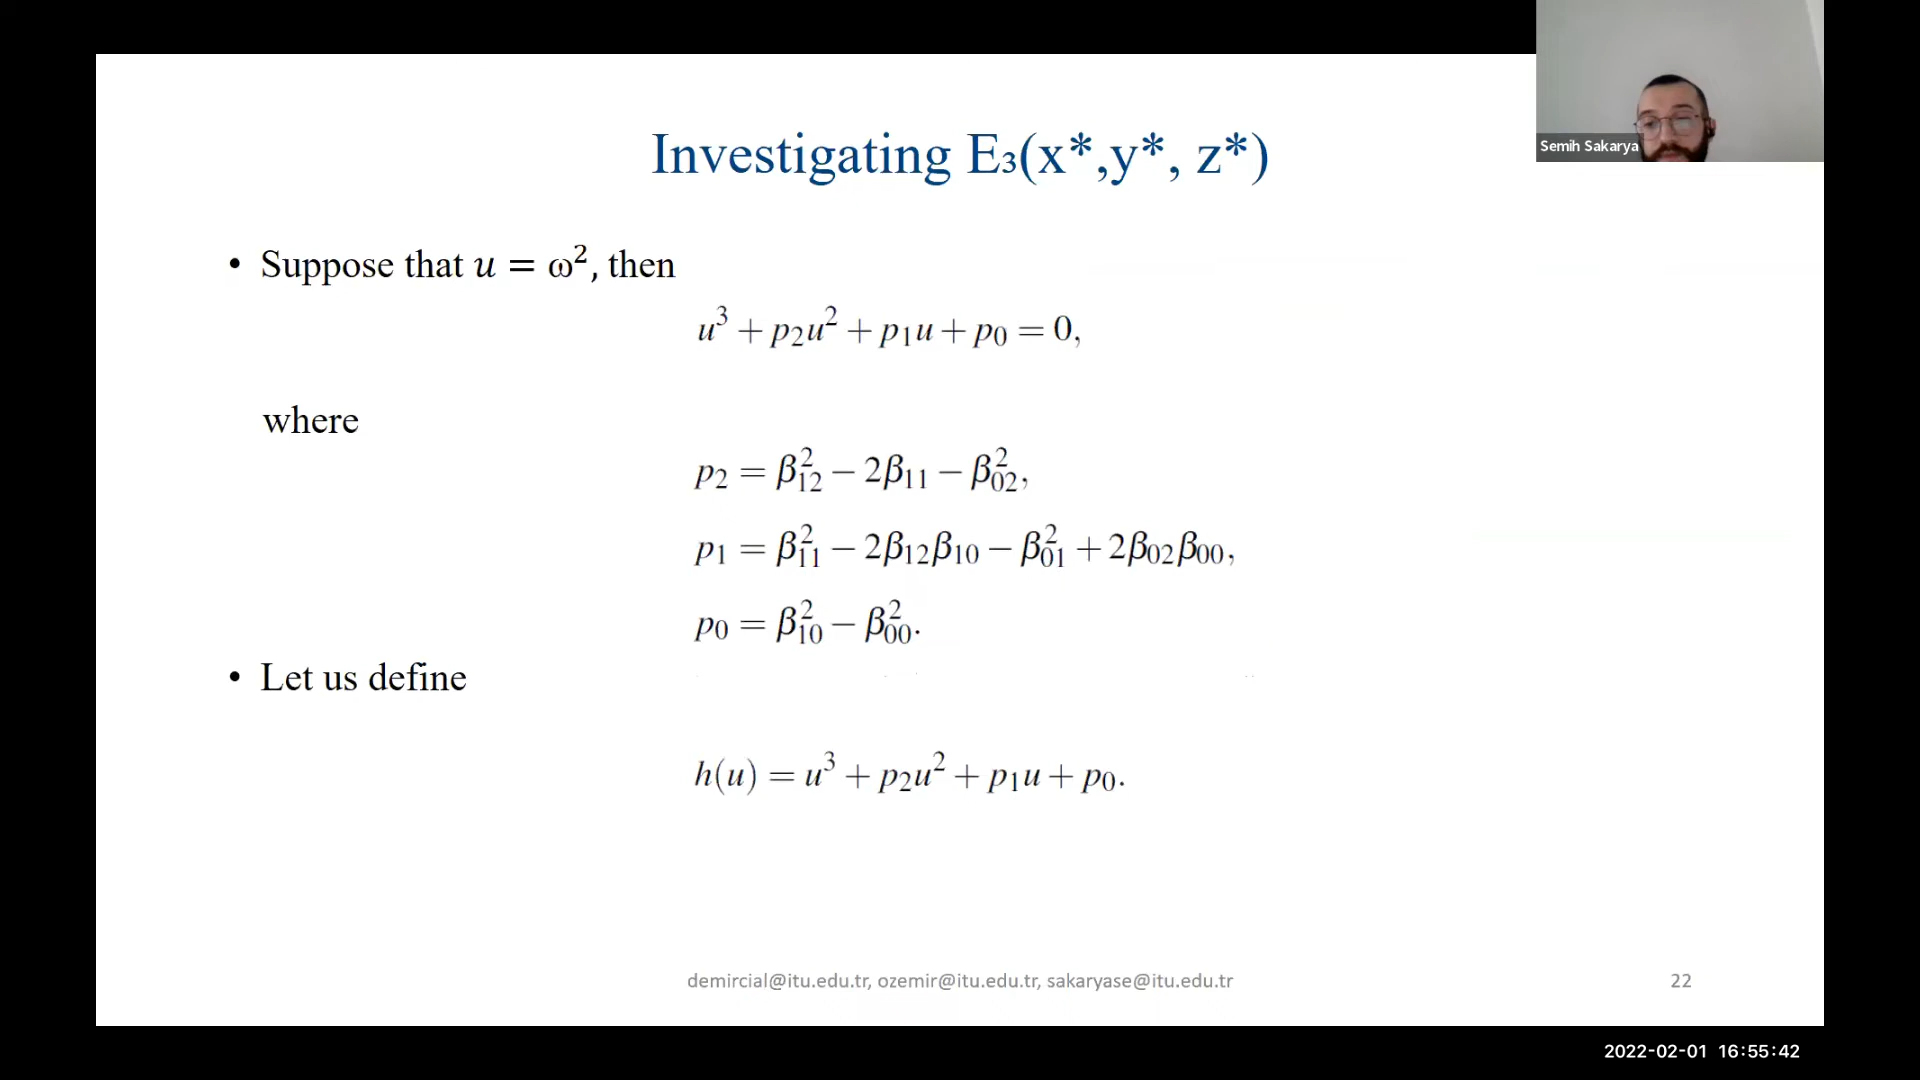 Semih Sakarya
Investigating E₃(x*,y*, z*)
• Suppose that u = ω², then
u³ + p₂u² + p₁u + p₀ = 0,
where
p₂ = β₁₂² − 2β₁₁ − β₀₂²,
p₁ = β₁₁² − 2β₁₂β₁₀ − β₀₁² + 2β₀₂β₀₀,
p₀ = β₁₀² − β₀₀².
• Let us define
h(u) = u³ + p₂u² + p₁u + p₀.
demircial@itu.edu.tr, ozemir@itu.edu.tr, sakaryase@itu.edu.tr
22
2022-02-01 16:55:42